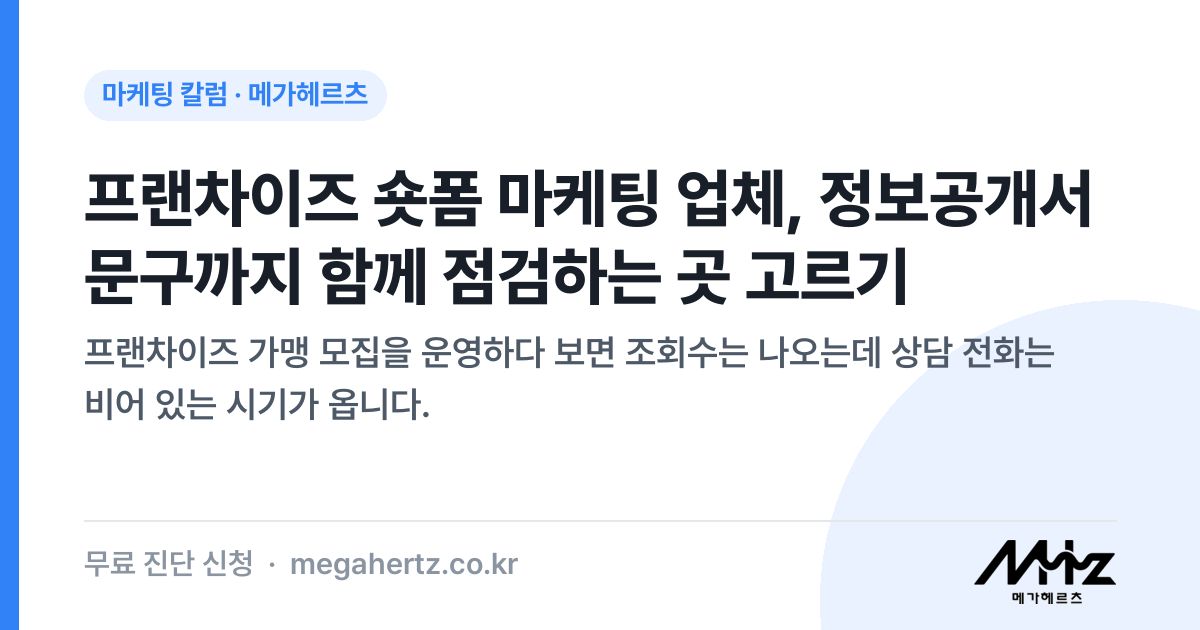 마케팅 칼럼 · 메가헤르츠
프랜차이즈 숏폼 마케팅 업체, 정보공개서
문구까지 함께 점검하는 곳 고르기
프랜차이즈 가맹 모집을 운영하다 보면 조회수는 나오는데 상담 전화는
비어 있는 시기가 옵니다.
무료 진단 신청 · megahertz.co.kr
MHz
메가헤르츠